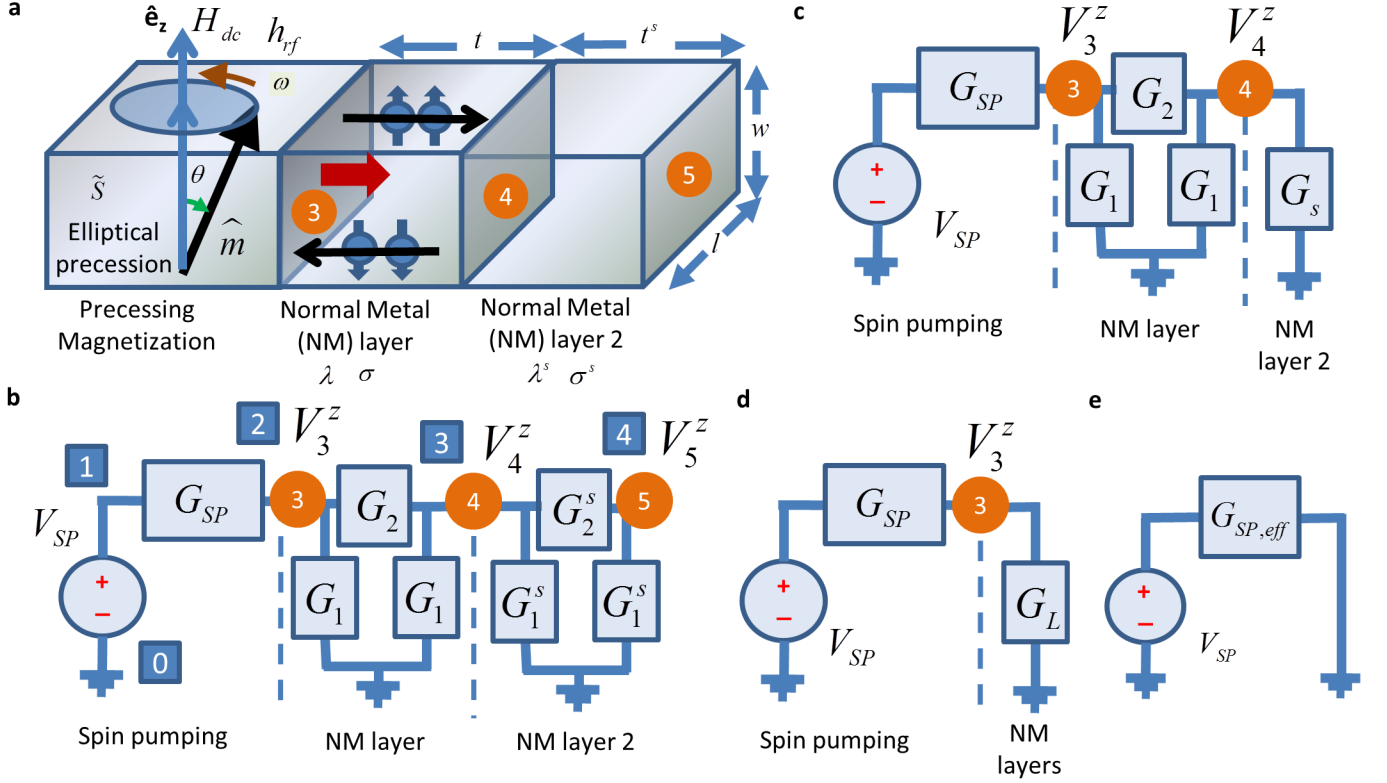 a
ê_z
H_dc
h_rf
ω
t
t^s
w
l
θ
S̃
m̂
Elliptical
precession
3
4
5
Precessing
Magnetization
Normal Metal
(NM) layer
λ σ
Normal Metal
(NM) layer 2
λ^s σ^s
b
0
1
2
3
4
V_SP
+
−
G_SP
V_3^z
3
G_2
G_1
G_1
V_4^z
4
G_2^s
G_1^s
G_1^s
V_5^z
5
Spin pumping
NM layer
NM layer 2
c
V_SP
+
−
G_SP
V_3^z
3
G_2
G_1
G_1
V_4^z
4
G_s
Spin pumping
NM layer
NM
layer 2
d
V_SP
+
−
G_SP
V_3^z
3
G_L
Spin pumping
NM
layers
e
G_SP,eff
+
−
V_SP